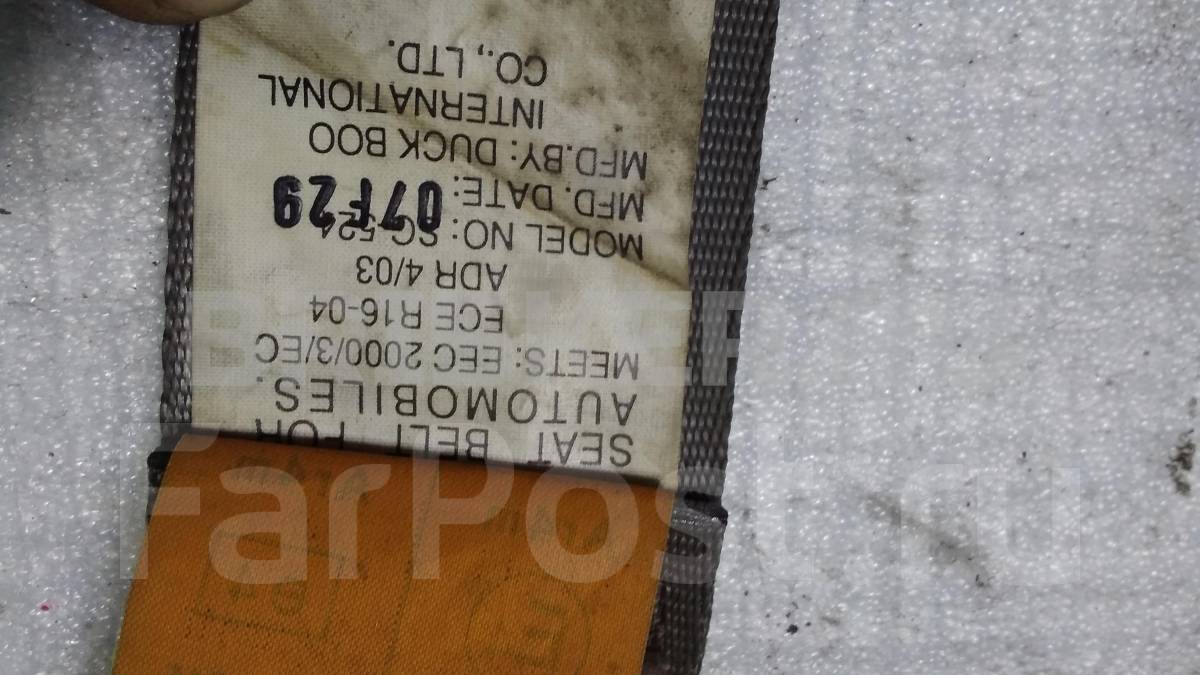 SEAT BELT FOR
AUTOMOBILES.
MEETS: EEC 2000/3/EC
ECE R16-04
ADR 4/03
MODEL NO: SG
MFD. DATE: 07F29
MFD.BY: DUCK BOO
INTERNATIONAL
CO., LTD.
FarPost.ru